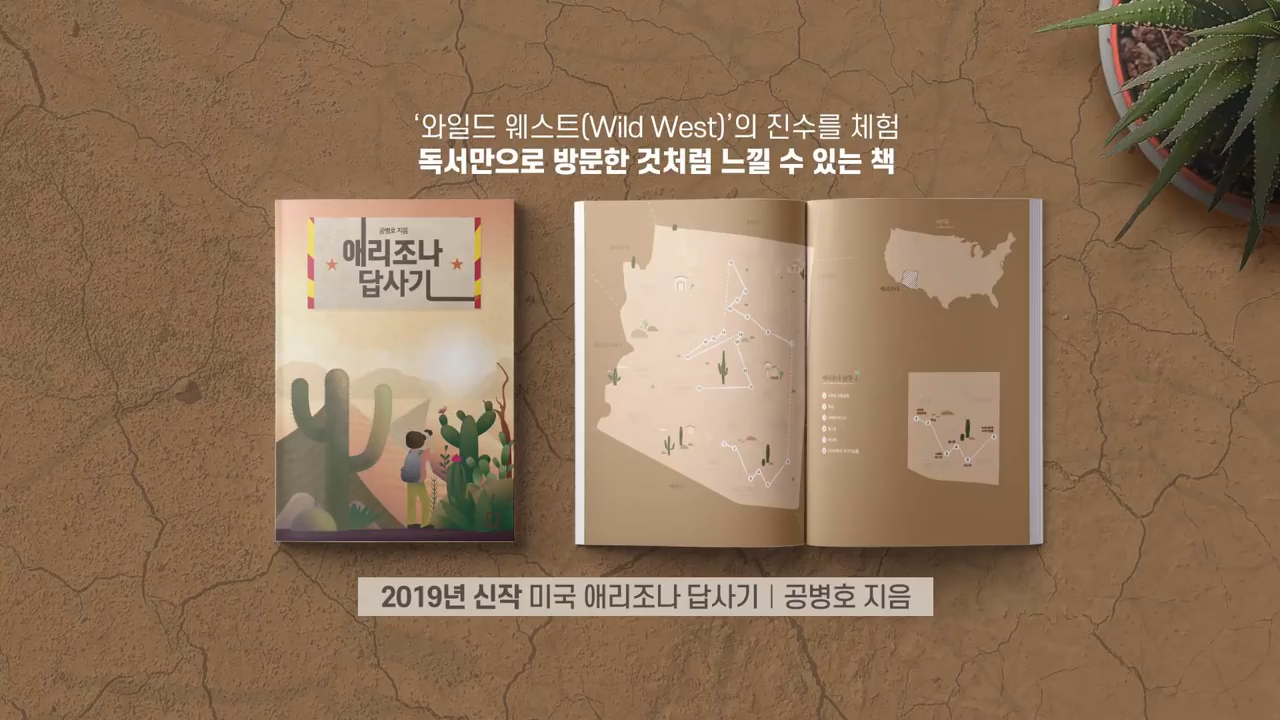 ‘와일드 웨스트(Wild West)’의 진수를 체험
독서만으로 방문한 것처럼 느낄 수 있는 책
공병호 지음
애리조나
답사기
2019년 신작 미국 애리조나 답사기 | 공병호 지음